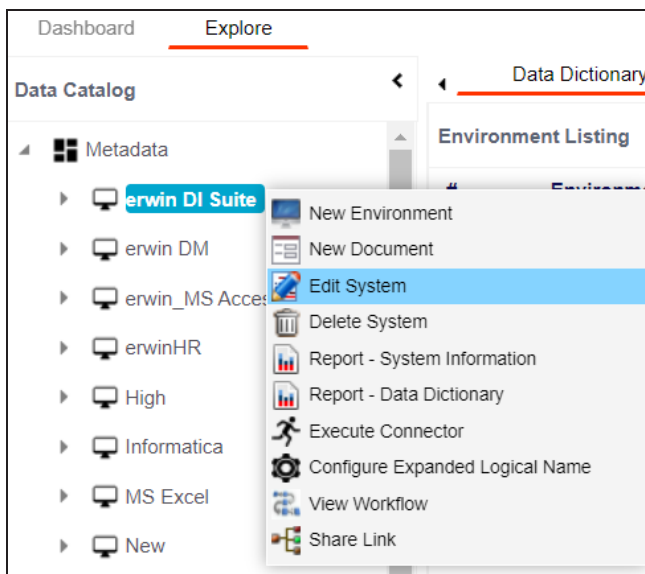 Dashboard Explore
Data Catalog
Data Dictionary
Metadata
Environment Listing
erwin DI Suite
#
New Environment
erwin DM
New Document
erwin_MS Acces
Edit System
erwinHR
Delete System
High
Report - System Information
Informatica
Report - Data Dictionary
MS Excel
Execute Connector
New
Configure Expanded Logical Name
View Workflow
Share Link